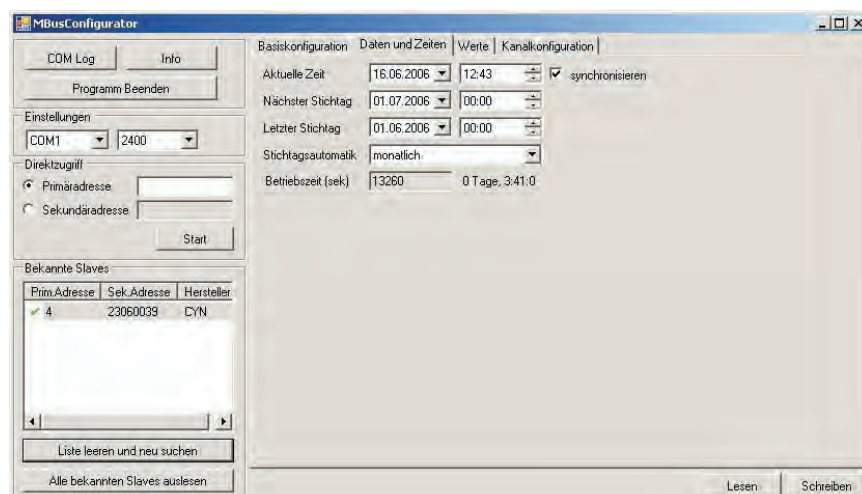 MBusConfigurator
COM Log Info
Programm Beenden
Einstellungen
COM1 2400
Direktzugriff
Primäradresse
Sekundäradresse
Start
Bekannte Slaves
Prim.Adresse Sek.Adresse Hersteller
4 23060039 CYN
Liste leeren und neu suchen
Alle bekannten Slaves auslesen
Basiskonfiguration Daten und Zeiten Werte Kanalkonfiguration
Aktuelle Zeit 16.06.2006 12:43 synchronisieren
Nächster Stichtag 01.07.2006 00:00
Letzter Stichtag 01.06.2006 00:00
Stichtagsautomatik monatlich
Betriebszeit (sek) 13260 0 Tage, 3:41:0
Lesen Schreiben